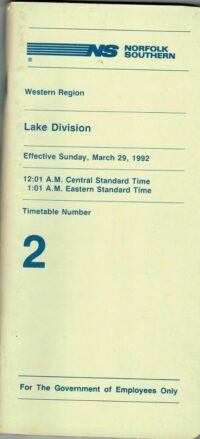 NS NORFOLK
SOUTHERN
®
Western Region
Lake Division
Effective Sunday, March 29, 1992
12:01 A.M. Central Standard Time
1:01 A.M. Eastern Standard Time
Timetable Number
2
For The Government of Employees Only